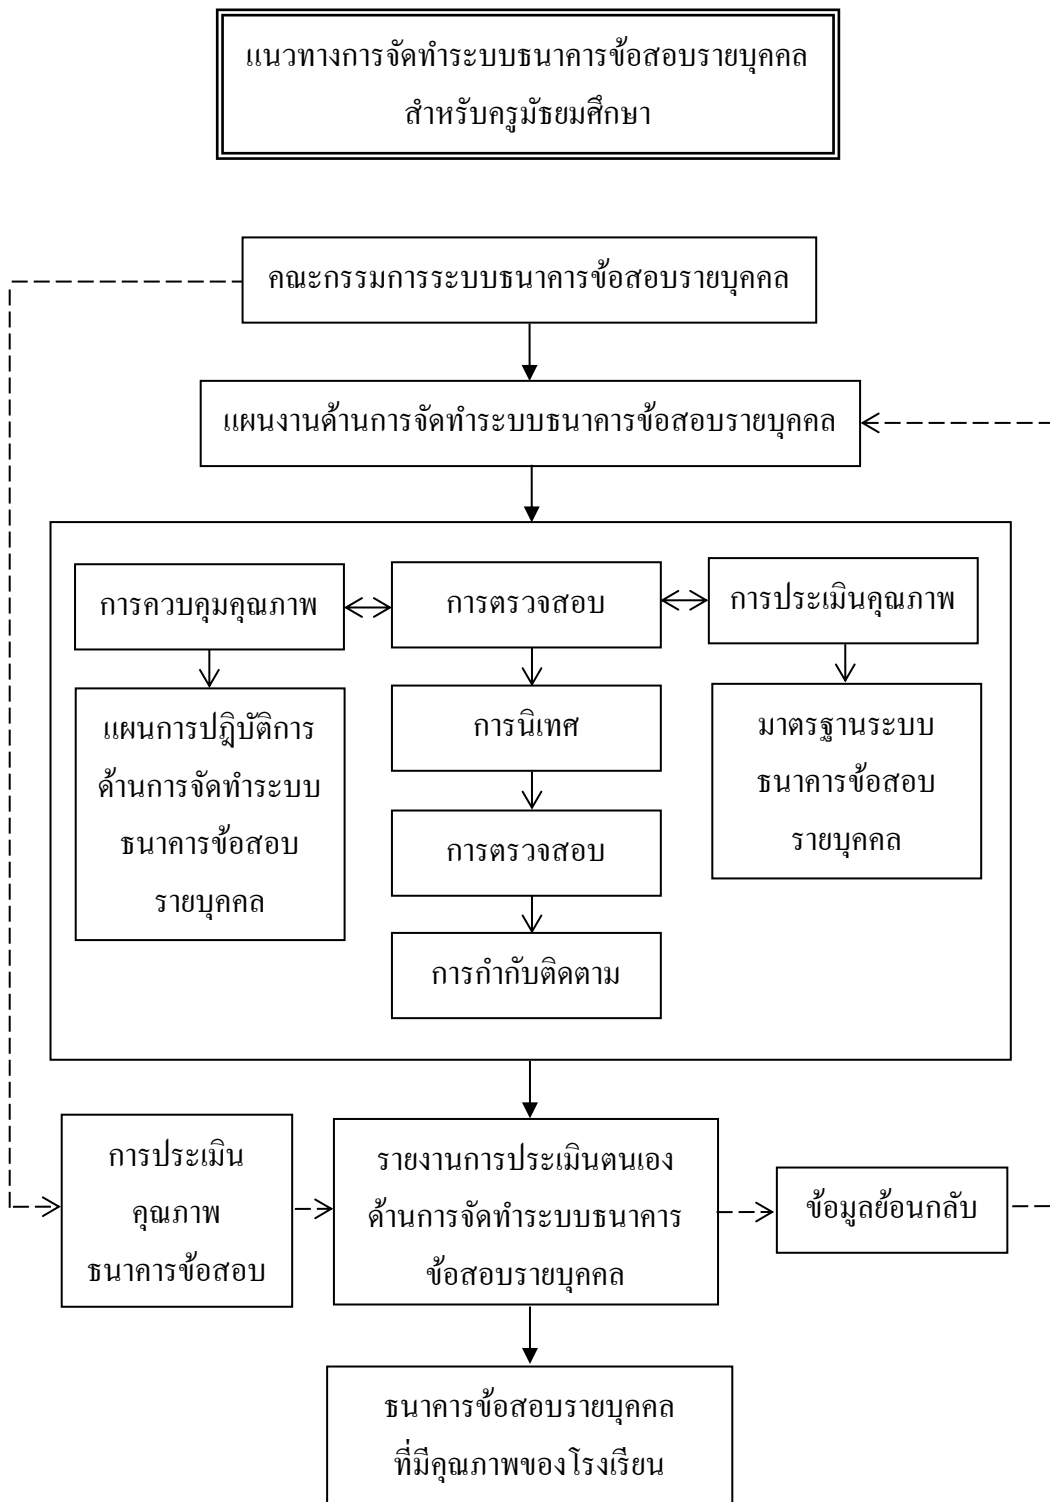 แนวทางการจัดทำระบบธนาคารข้อสอบรายบุคคล
สำหรับครูมัธยมศึกษา
คณะกรรมการระบบธนาคารข้อสอบรายบุคคล
แผนงานด้านการจัดทำระบบธนาคารข้อสอบรายบุคคล
การควบคุมคุณภาพ
การตรวจสอบ
การประเมินคุณภาพ
แผนการปฎิบัติการ
ด้านการจัดทำระบบ
ธนาคารข้อสอบ
รายบุคคล
การนิเทศ
การตรวจสอบ
การกำกับติดตาม
มาตรฐานระบบ
ธนาคารข้อสอบ
รายบุคคล
การประเมิน
คุณภาพ
ธนาคารข้อสอบ
รายงานการประเมินตนเอง
ด้านการจัดทำระบบธนาคาร
ข้อสอบรายบุคคล
ข้อมูลย้อนกลับ
ธนาคารข้อสอบรายบุคคล
ที่มีคุณภาพของโรงเรียน